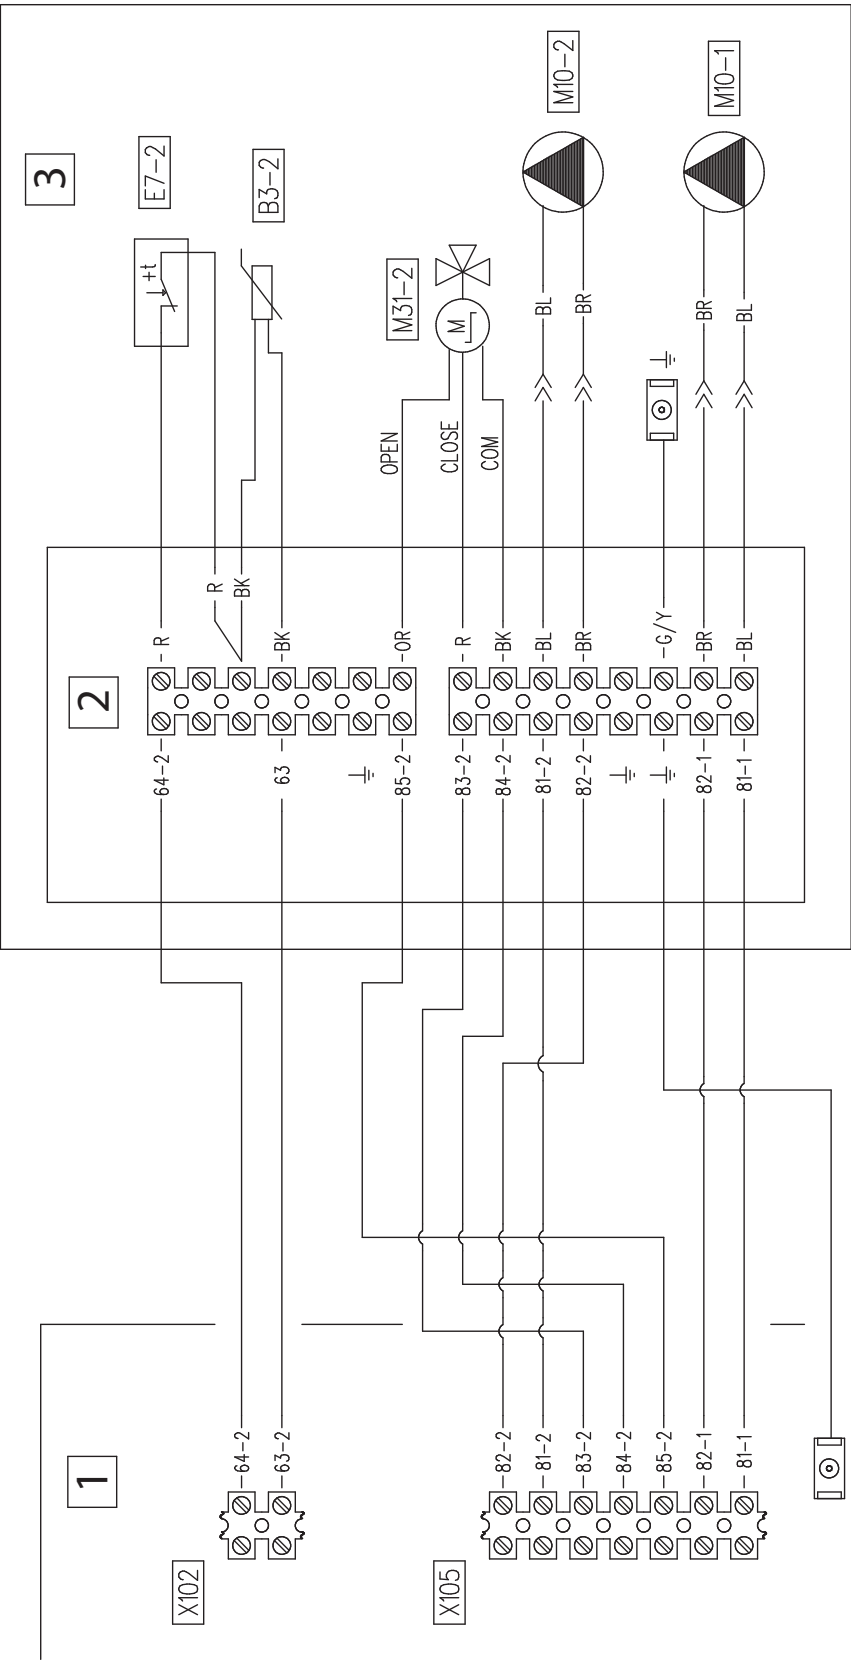 3
E7-2
B3-2
+t
M31-2
M
M10-2
M10-1
OPEN
CLOSE
COM
BL
BR
BR
BL
R
BK
2
R
BK
OR
R
BK
BL
BR
G/Y
BR
BL
64-2
63
85-2
83-2
84-2
81-2
82-2
82-1
81-1
1
64-2
63-2
82-2
81-2
83-2
84-2
85-2
82-1
81-1
X102
X105